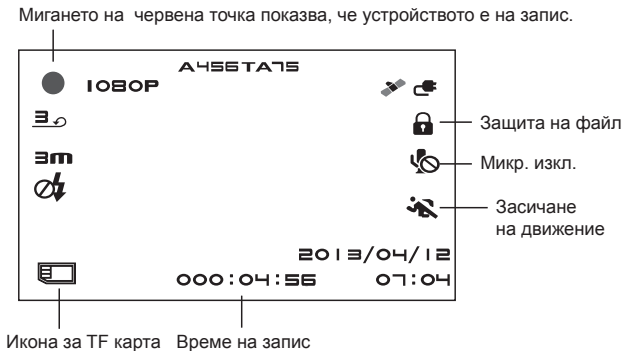 Мигането на червена точка показва, че устройството е на запис.
A456TA75
1080P
3
Защита на файл
3m
Микр. изкл.
Засичане
на движение
2013/04/12
000:04:56 07:04
Икона за TF карта Време на запис